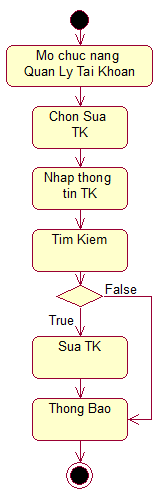 Mo chuc nang
Quan Ly Tai Khoan
Chon Sua
TK
Nhap thong
tin TK
Tim Kiem
False
True
Sua TK
Thong Bao